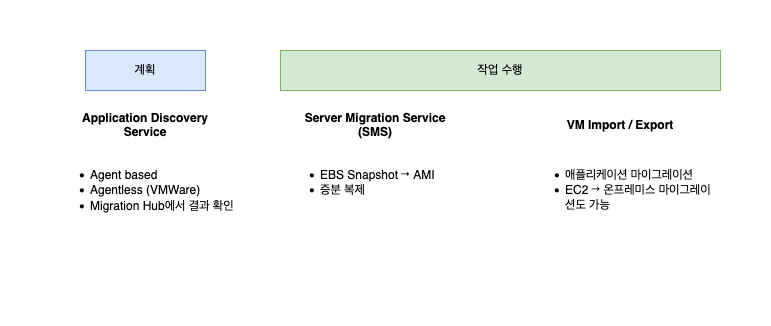 계획
작업 수행
Application Discovery
Service
Server Migration Service
(SMS)
VM Import / Export
• Agent based
• Agentless (VMWare)
• Migration Hub에서 결과 확인
• EBS Snapshot → AMI
• 증분 복제
• 애플리케이션 마이그레이션
• EC2 → 온프레미스 마이그레이
션도 가능